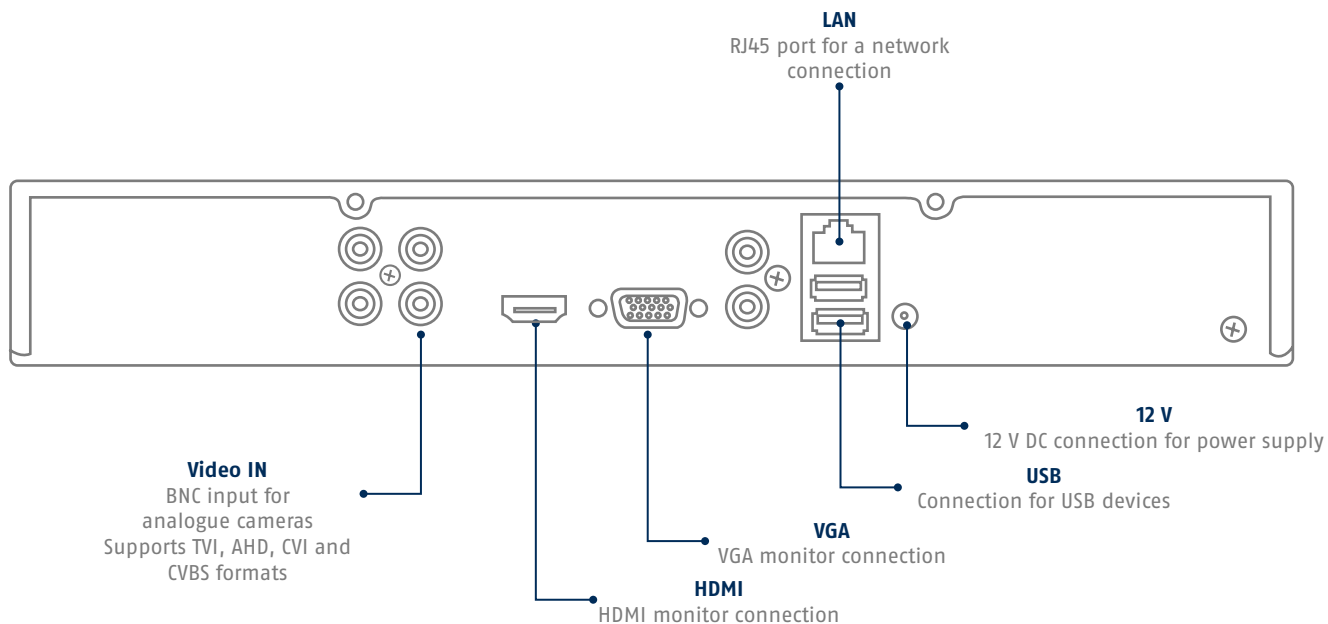 LAN
RJ45 port for a network
connection
12 V
12 V DC connection for power supply
Video IN
BNC input for
analogue cameras
Supports TVI, AHD, CVI and
CVBS formats
USB
Connection for USB devices
VGA
VGA monitor connection
HDMI
HDMI monitor connection